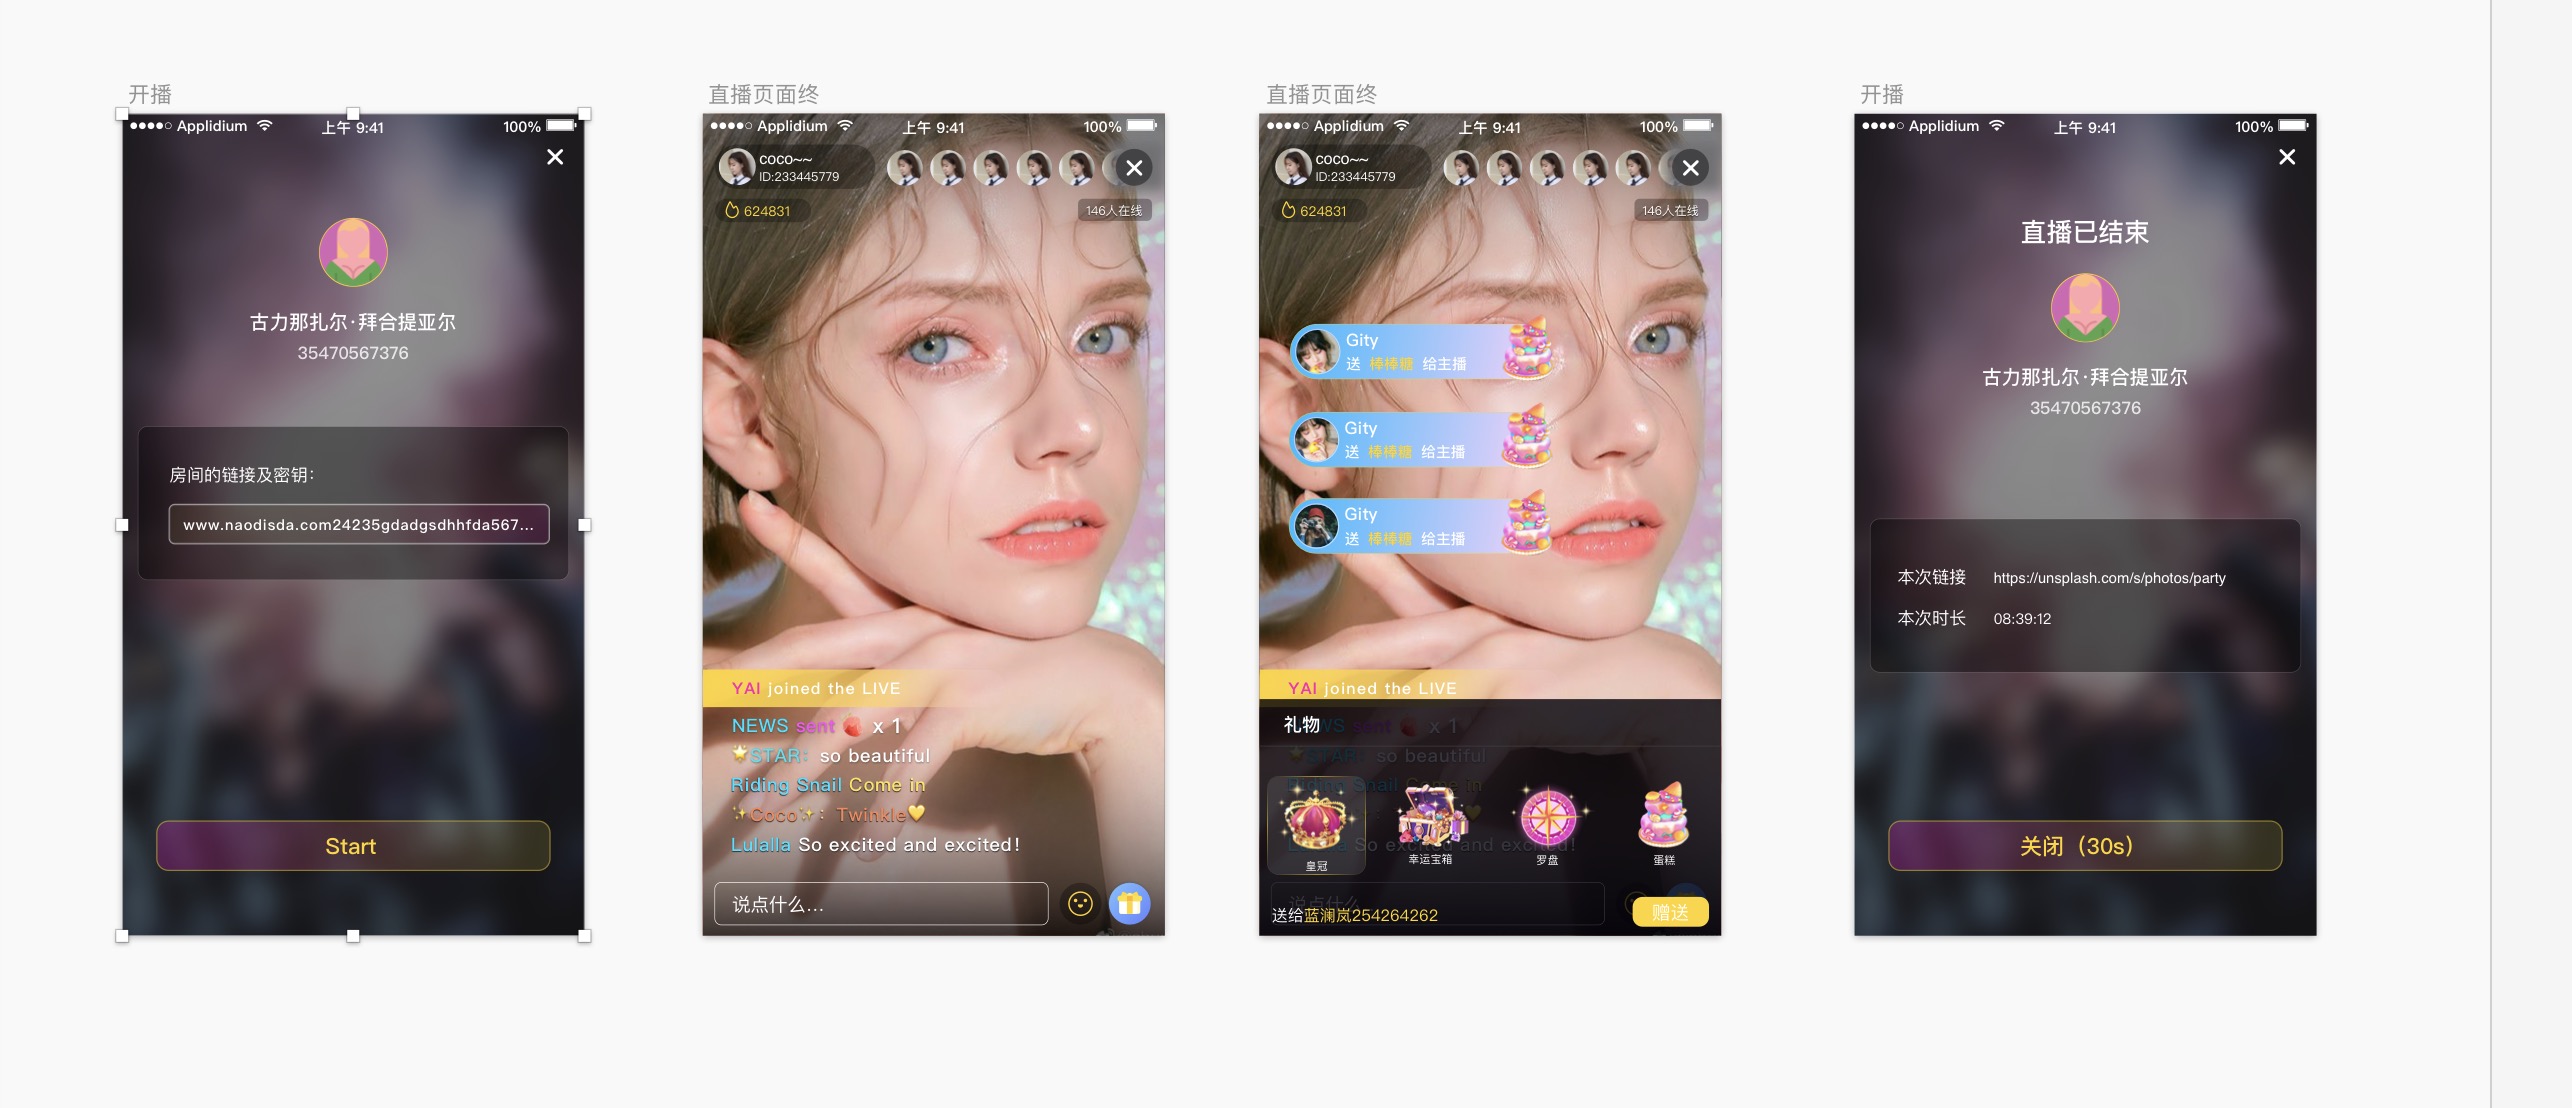 开播
Applidium 上午 9:41 100%
古力那扎尔·拜合提亚尔
35470567376
房间的链接及密钥：
www.naodisda.com24235gdadgsdhhfda567...
Start
直播页面终
Applidium 上午 9:41 100%
coco~~
ID:233445779
624831
146人在线
YAI joined the LIVE
NEWS sent x 1
STAR： so beautiful
Riding Snail Come in
Coco ： Twinkle
Lulalla So excited and excited！
说点什么...
直播页面终
Applidium 上午 9:41 100%
coco~~
ID:233445779
624831
146人在线
Gity
送 棒棒糖 给主播
Gity
送 棒棒糖 给主播
Gity
送 棒棒糖 给主播
YAI joined the LIVE
礼物
皇冠
幸运宝箱
罗盘
蛋糕
送给蓝澜岚254264262
赠送
开播
Applidium 上午 9:41 100%
直播已结束
古力那扎尔·拜合提亚尔
35470567376
本次链接 https://unsplash.com/s/photos/party
本次时长 08:39:12
关闭（30s）